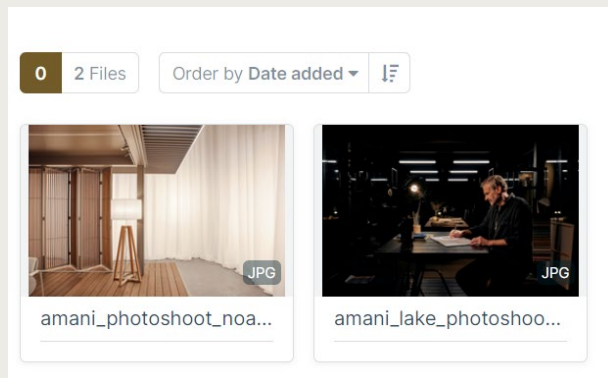 0 2 Files Order by Date added
JPG JPG
amani_photoshoot_noa... amani_lake_photoshoo...